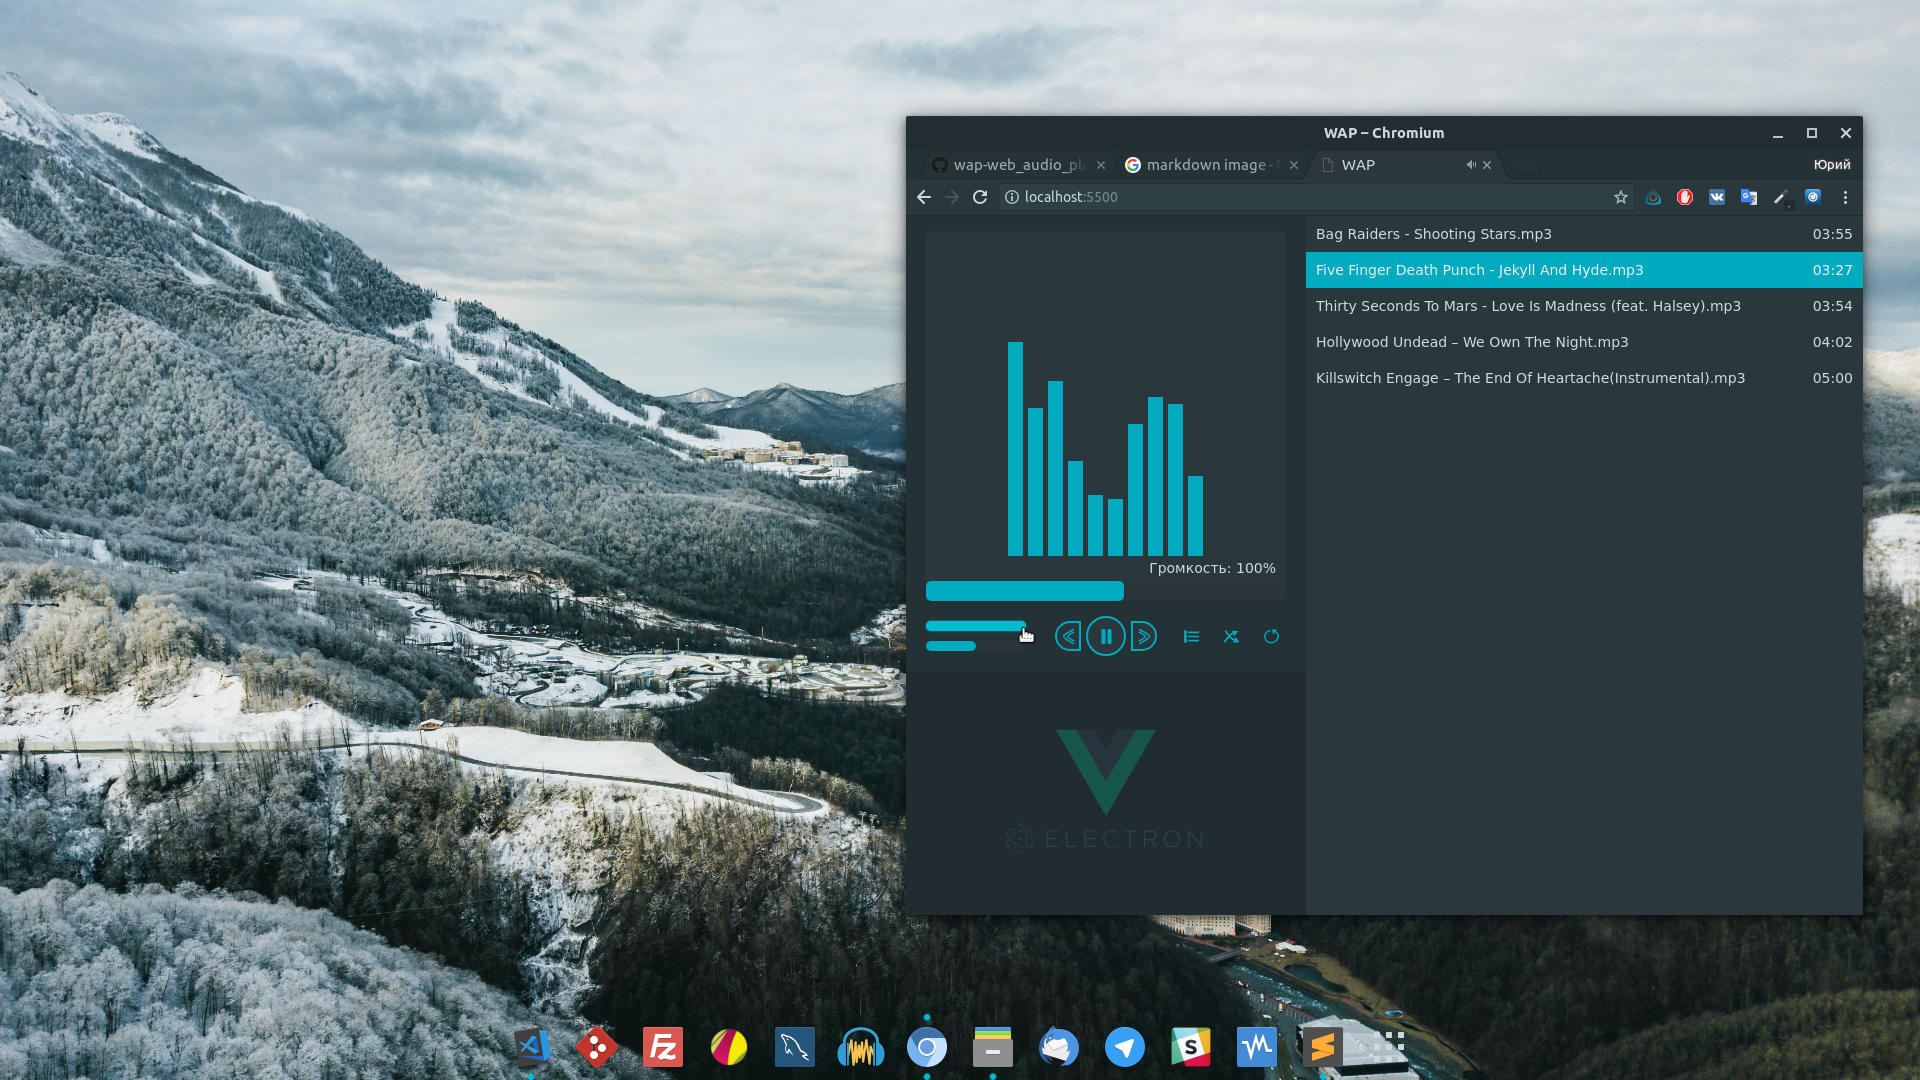 WAP – Chromium
wap-web_audio_pla
markdown image -
WAP
Юрий
localhost:5500
Bag Raiders - Shooting Stars.mp3 03:55
Five Finger Death Punch - Jekyll And Hyde.mp3 03:27
Thirty Seconds To Mars - Love Is Madness (feat. Halsey).mp3 03:54
Hollywood Undead – We Own The Night.mp3 04:02
Killswitch Engage – The End Of Heartache(Instrumental).mp3 05:00
Громкость: 100%
ELECTRON
Fz
S